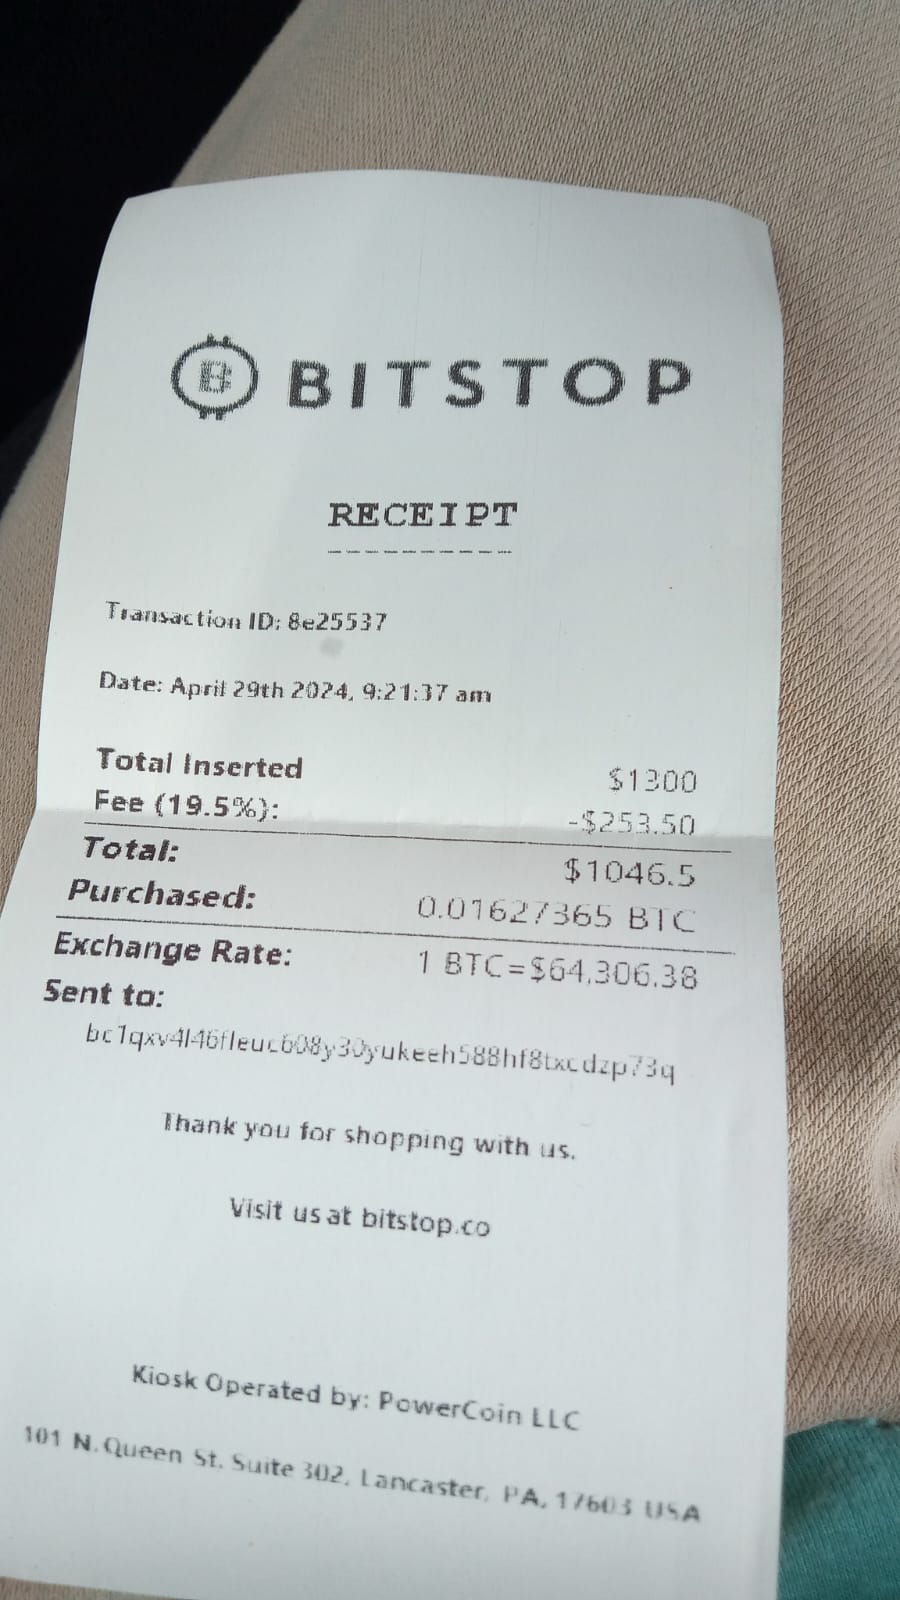 BITSTOP
RECEIPT
Transaction ID: 8e25537
Date: April 29th 2024, 9:21:37 am
Total Inserted $1300
Fee (19.5%): -$253.50
Total: $1046.5
Purchased: 0.01627365 BTC
Exchange Rate: 1 BTC=$64,306.38
Sent to:
bc1qxv4l46fleuc608y30yukeeh588hf8txcdzp73q
Thank you for shopping with us.
Visit us at bitstop.co
Kiosk Operated by: PowerCoin LLC
101 N. Queen St. Suite 302, Lancaster, PA, 17603 USA